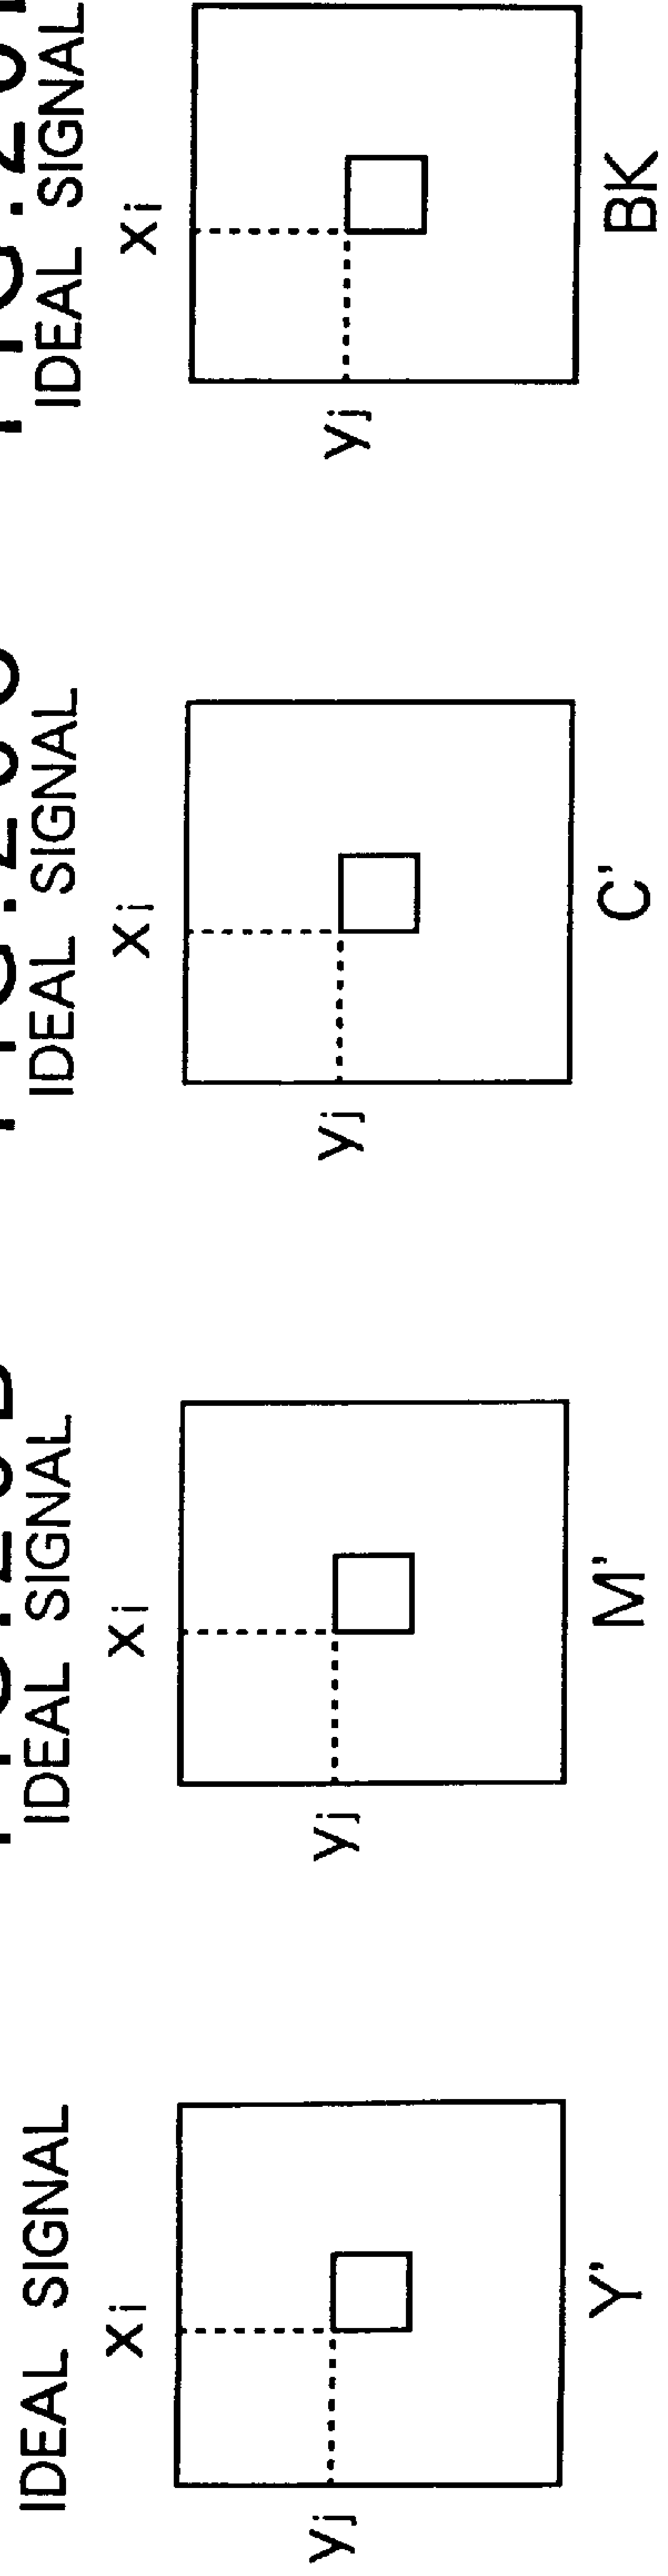 IDEAL SIGNAL
xi
yj
Y'
IDEAL SIGNAL
xi
yj
M'
IDEAL SIGNAL
xi
yj
C'
IDEAL SIGNAL
xi
yj
BK